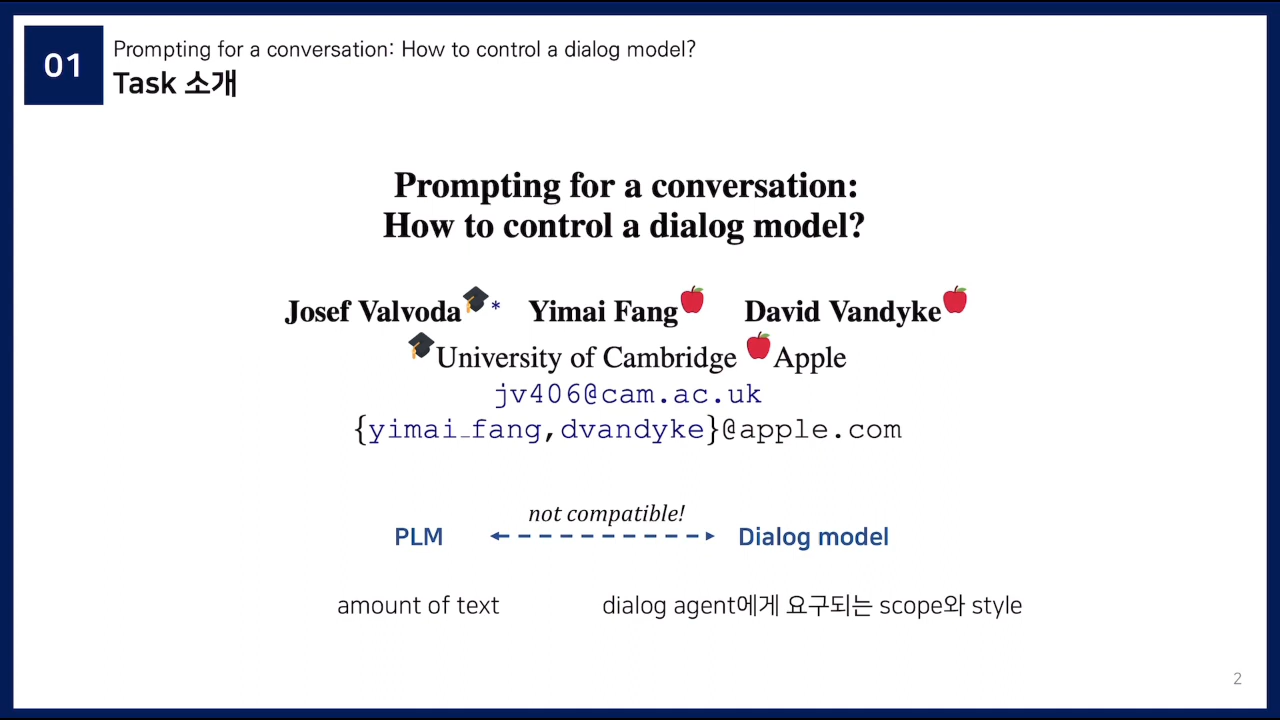 01
Prompting for a conversation: How to control a dialog model?
Task 소개
Prompting for a conversation:
How to control a dialog model?
Josef Valvoda🎓* Yimai Fang🍎 David Vandyke🍎
🎓University of Cambridge 🍎Apple
jv406@cam.ac.uk
{yimai_fang,dvandyke}@apple.com
not compatible!
PLM Dialog model
amount of text dialog agent에게 요구되는 scope와 style
2